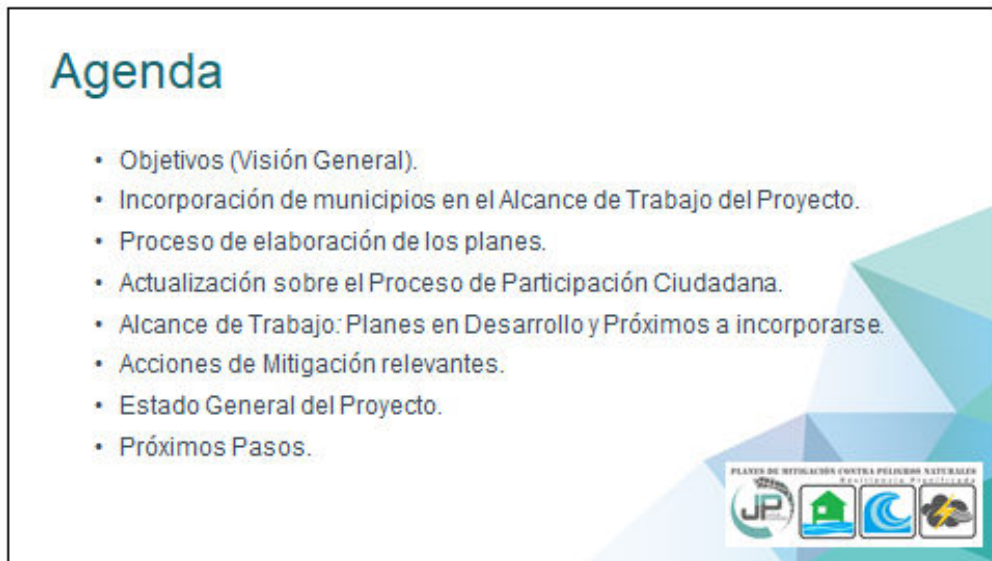 Agenda
• Objetivos (Visión General).
• Incorporación de municipios en el Alcance de Trabajo del Proyecto.
• Proceso de elaboración de los planes.
• Actualización sobre el Proceso de Participación Ciudadana.
• Alcance de Trabajo: Planes en Desarrollo y Próximos a incorporarse.
• Acciones de Mitigación relevantes.
• Estado General del Proyecto.
• Próximos Pasos.
PLANES DE MITIGACIÓN CONTRA PELIGROS NATURALES
Resiliencia Planificada
JP